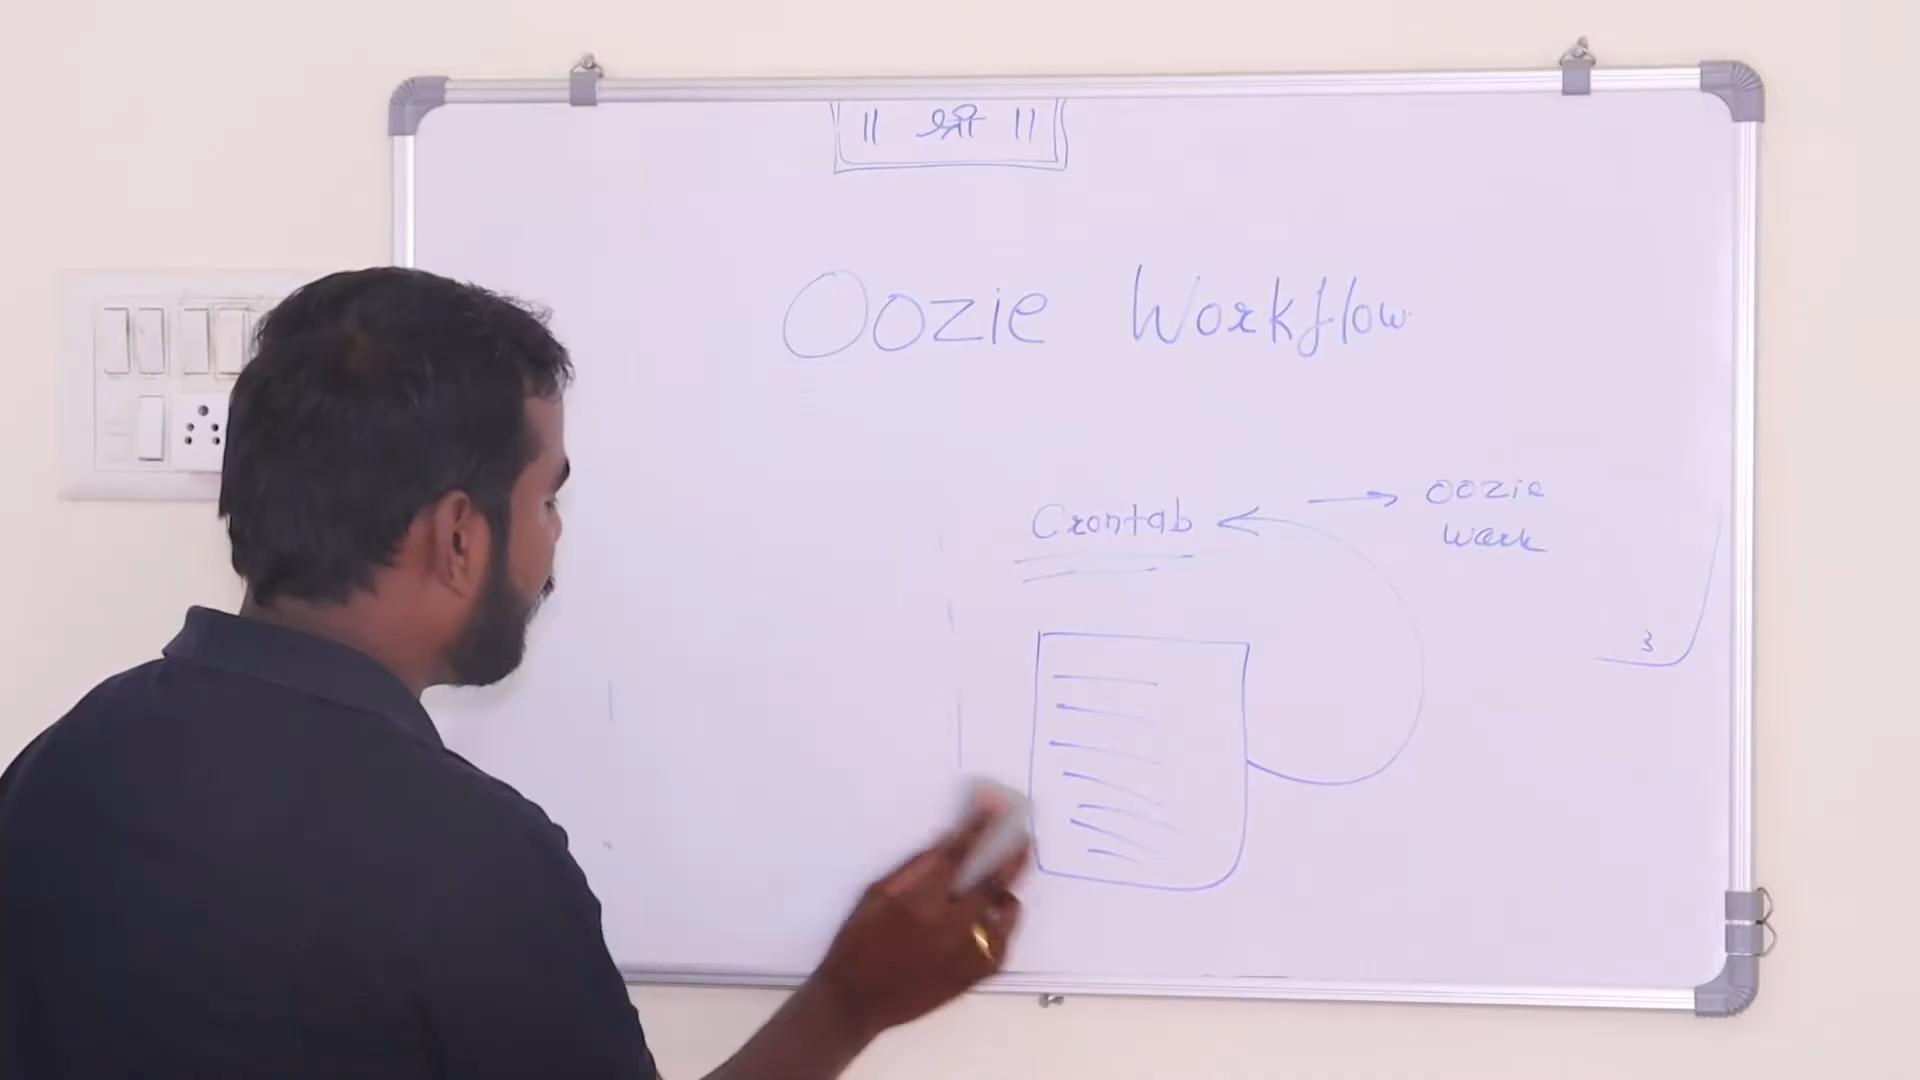 || श्री ||
Oozie Workflow
Crontab → Oozie
Work
3